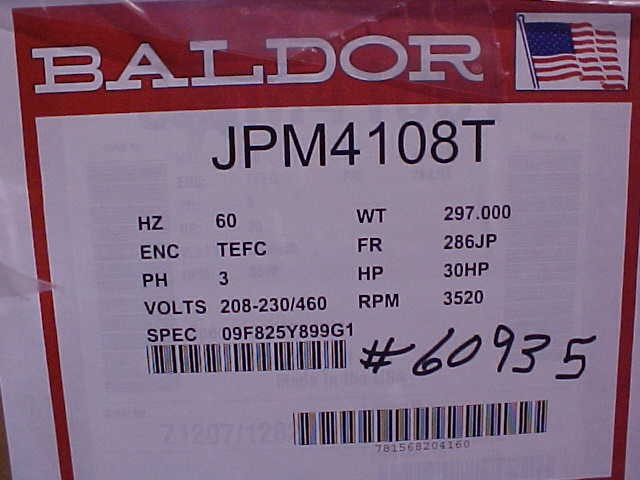 BALDOR
JPM4108T
HZ 60 WT 297.000
ENC TEFC FR 286JP
PH 3 HP 30HP
VOLTS 208-230/460 RPM 3520
SPEC 09F825Y899G1
#60935
781568204160